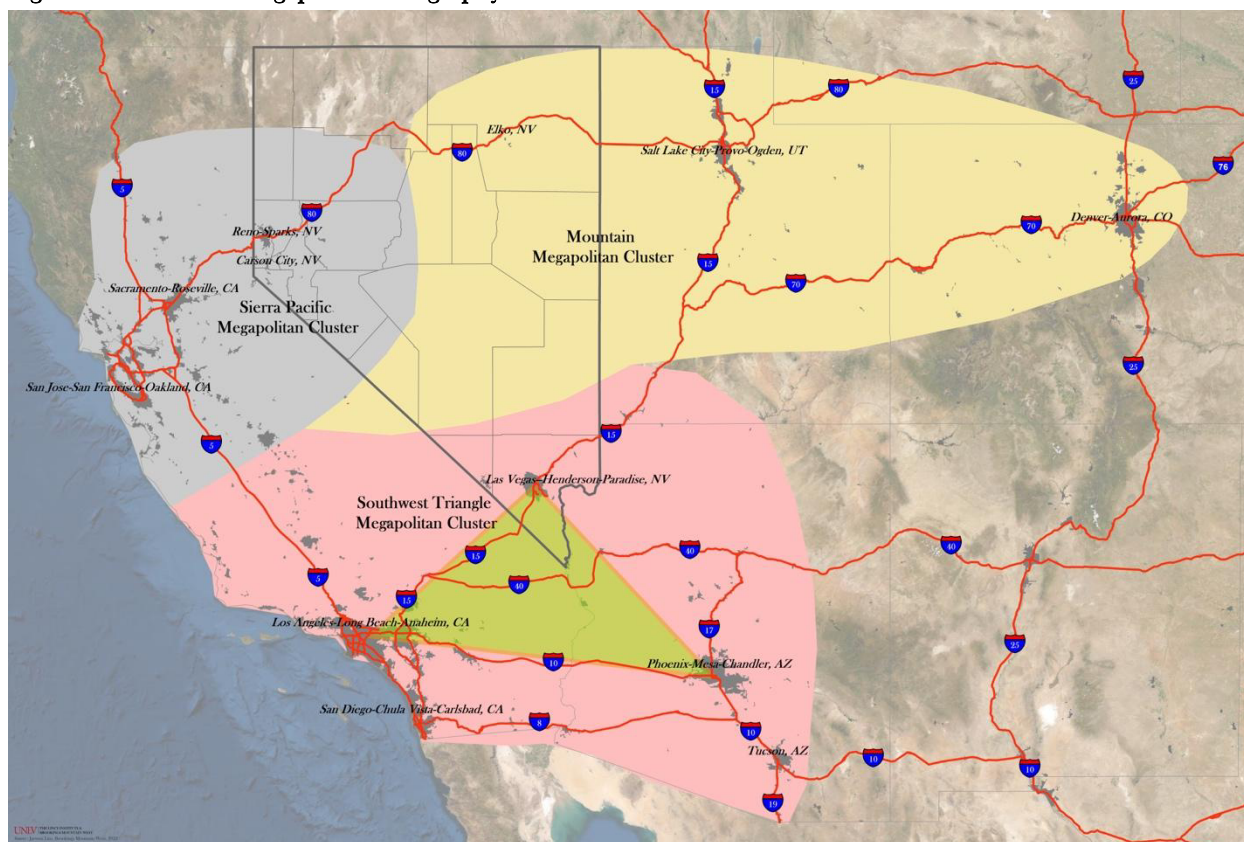 5
5
5
5
15
15
15
15
15
15
80
80
80
76
70
70
25
25
25
40
40
40
17
10
10
10
10
8
19
Elko, NV
Salt Lake City-Provo-Ogden, UT
Denver-Aurora, CO
Reno-Sparks, NV
Carson City, NV
Mountain
Megapolitan Cluster
Sacramento-Roseville, CA
Sierra Pacific
Megapolitan Cluster
San Jose-San Francisco-Oakland, CA
Las Vegas-Henderson-Paradise, NV
Southwest Triangle
Megapolitan Cluster
Los Angeles-Long Beach-Anaheim, CA
Phoenix-Mesa-Chandler, AZ
San Diego-Chula Vista-Carlsbad, CA
Tucson, AZ
UNLV